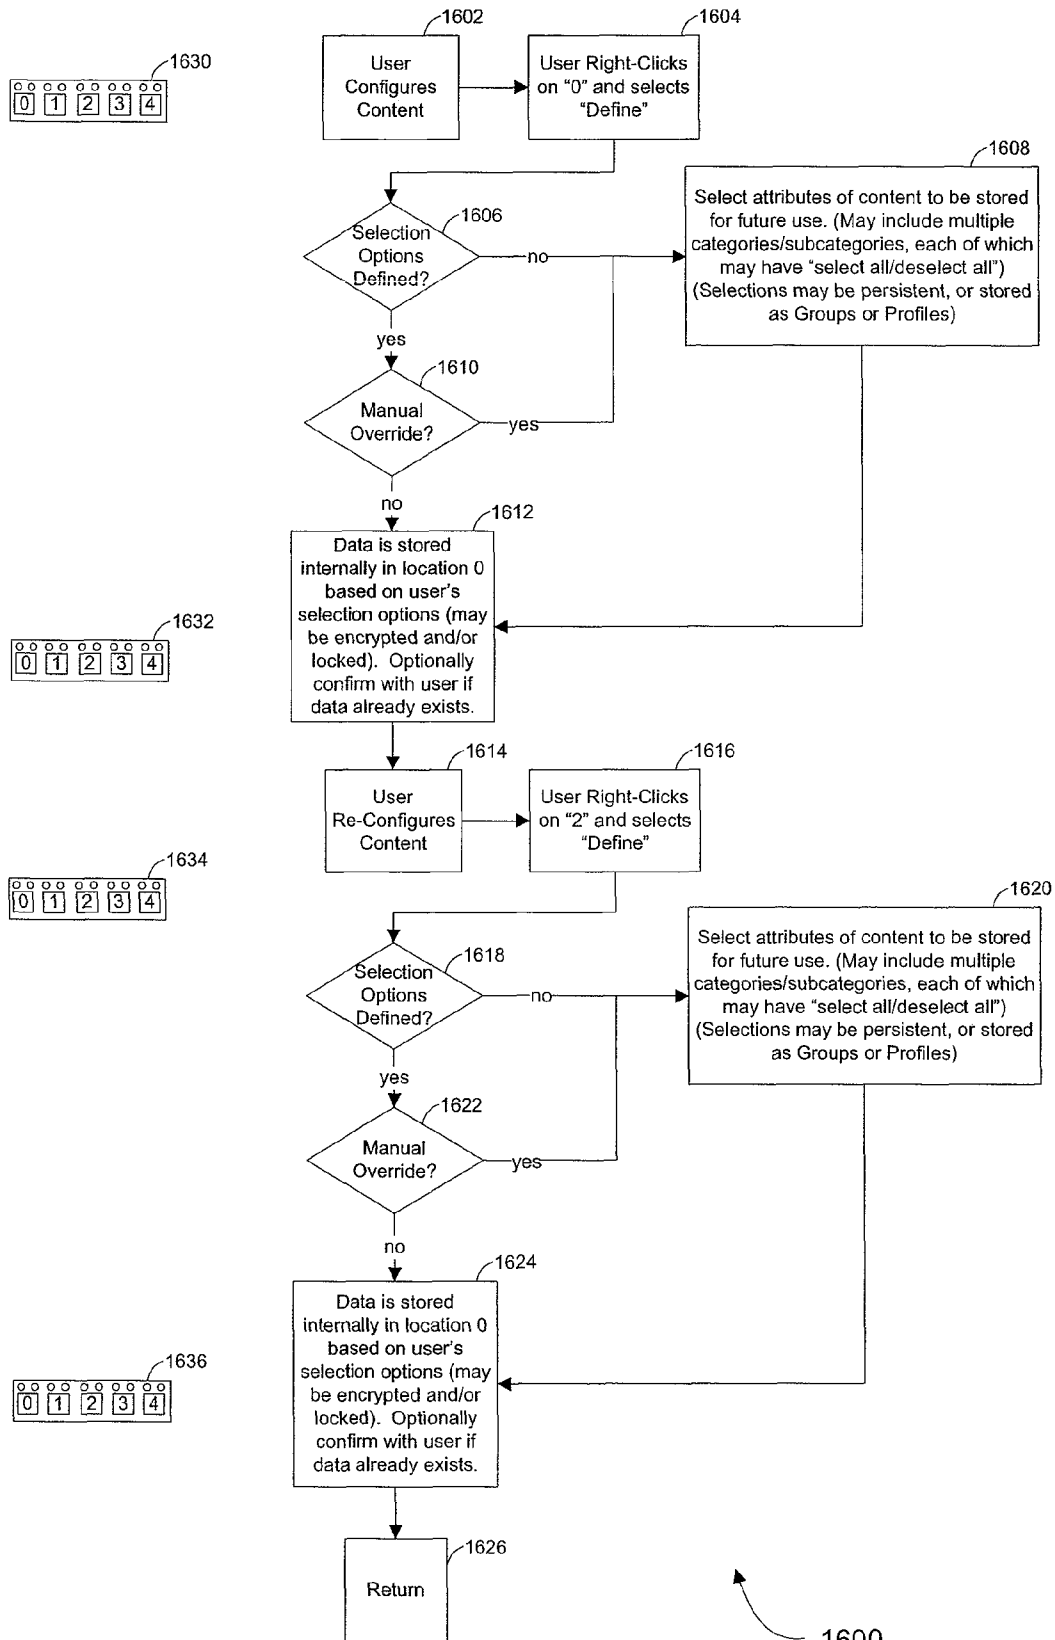 1602
1604
1630
0 1 2 3 4
User
Configures
Content
User Right-Clicks
on “0” and selects
“Define”
1608
Select attributes of content to be stored
for future use. (May include multiple
categories/subcategories, each of which
may have “select all/deselect all”)
(Selections may be persistent, or stored
as Groups or Profiles)
1606
Selection
Options
Defined?
no
yes
1610
Manual
Override?
yes
no
1612
Data is stored
internally in location 0
based on user's
selection options (may
be encrypted and/or
locked). Optionally
confirm with user if
data already exists.
1632
0 1 2 3 4
1614
1616
User
Re-Configures
Content
User Right-Clicks
on “2” and selects
“Define”
1634
0 1 2 3 4
1620
Select attributes of content to be stored
for future use. (May include multiple
categories/subcategories, each of which
may have “select all/deselect all”)
(Selections may be persistent, or stored
as Groups or Profiles)
1618
Selection
Options
Defined?
no
yes
1622
Manual
Override?
yes
no
1624
Data is stored
internally in location 0
based on user's
selection options (may
be encrypted and/or
locked). Optionally
confirm with user if
data already exists.
1636
0 1 2 3 4
1626
Return
1600